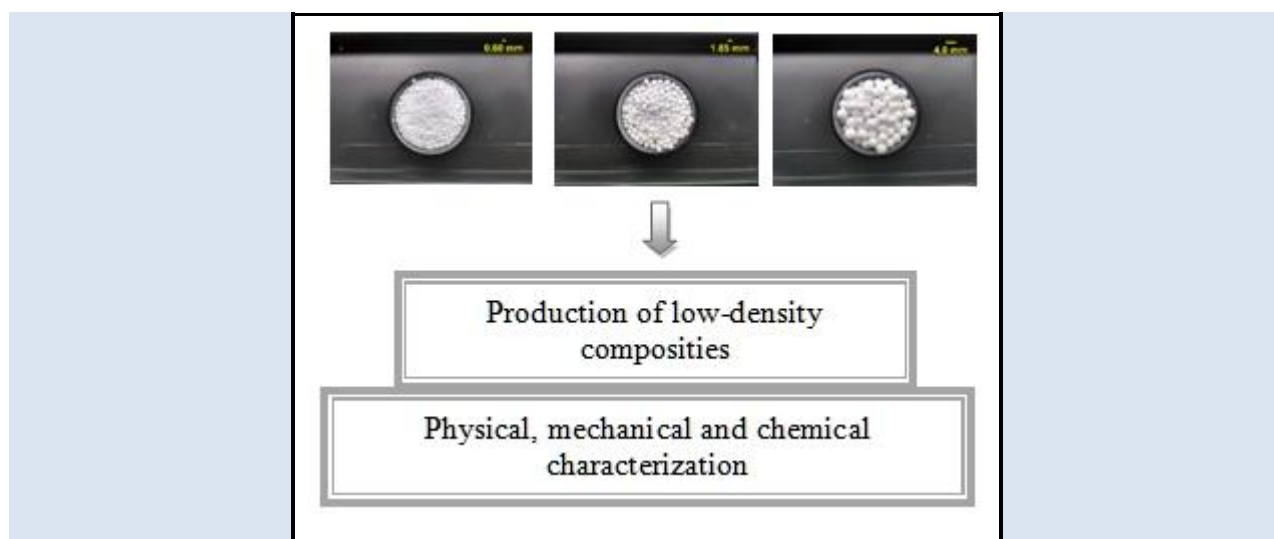 0.60 mm
1.65 mm
4.0 mm
Production of low-density
composities
Physical, mechanical and chemical
characterization